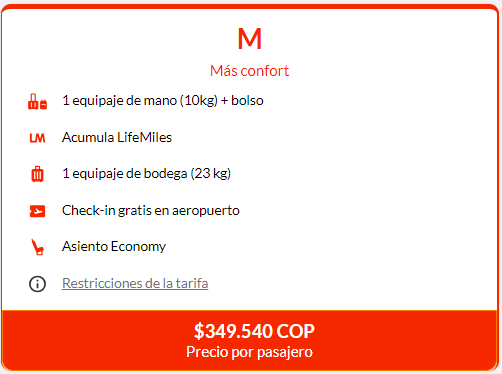 M
Más confort
1 equipaje de mano (10kg) + bolso
LM Acumula LifeMiles
1 equipaje de bodega (23 kg)
Check-in gratis en aeropuerto
Asiento Economy
Restricciones de la tarifa
$349.540 COP
Precio por pasajero